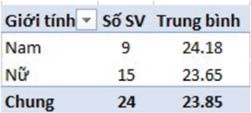 Giới tính Số SV Trung bình
Nam 9 24.18
Nữ 15 23.65
Chung 24 23.85